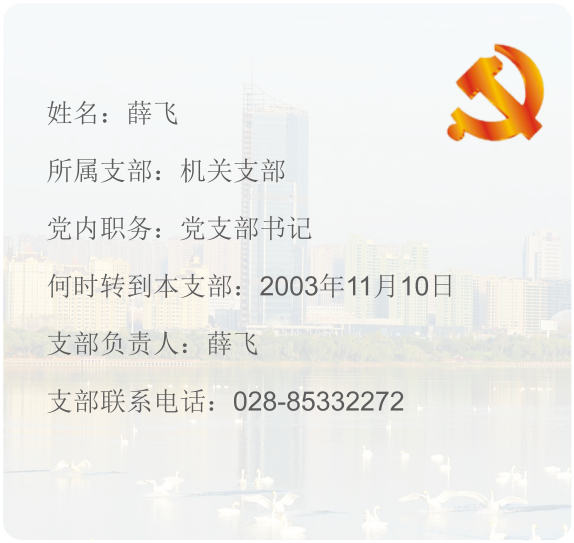 姓名：薛飞
所属支部：机关支部
党内职务：党支部书记
何时转到本支部：2003年11月10日
支部负责人：薛飞
支部联系电话：028-85332272